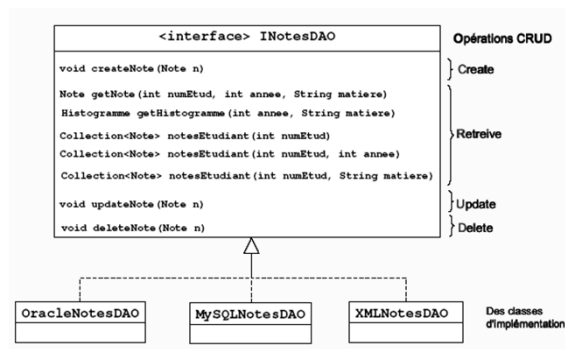 <interface> INotesDAO
Opérations CRUD
void createNote(Note n)
Create
Note getNote(int numEtud, int annee, String matiere)
Histogramme getHistogramme(int annee, String matiere)
Collection<Note> notesEtudiant(int numEtud)
Retreive
Collection<Note> notesEtudiant(int numEtud, int annee)
Collection<Note> notesEtudiant(int numEtud, String matiere)
void updateNote(Note n)
Update
void deleteNote(Note n)
Delete
OracleNotesDAO
MySQLNotesDAO
XMLNotesDAO
Des classes
d'implémentation